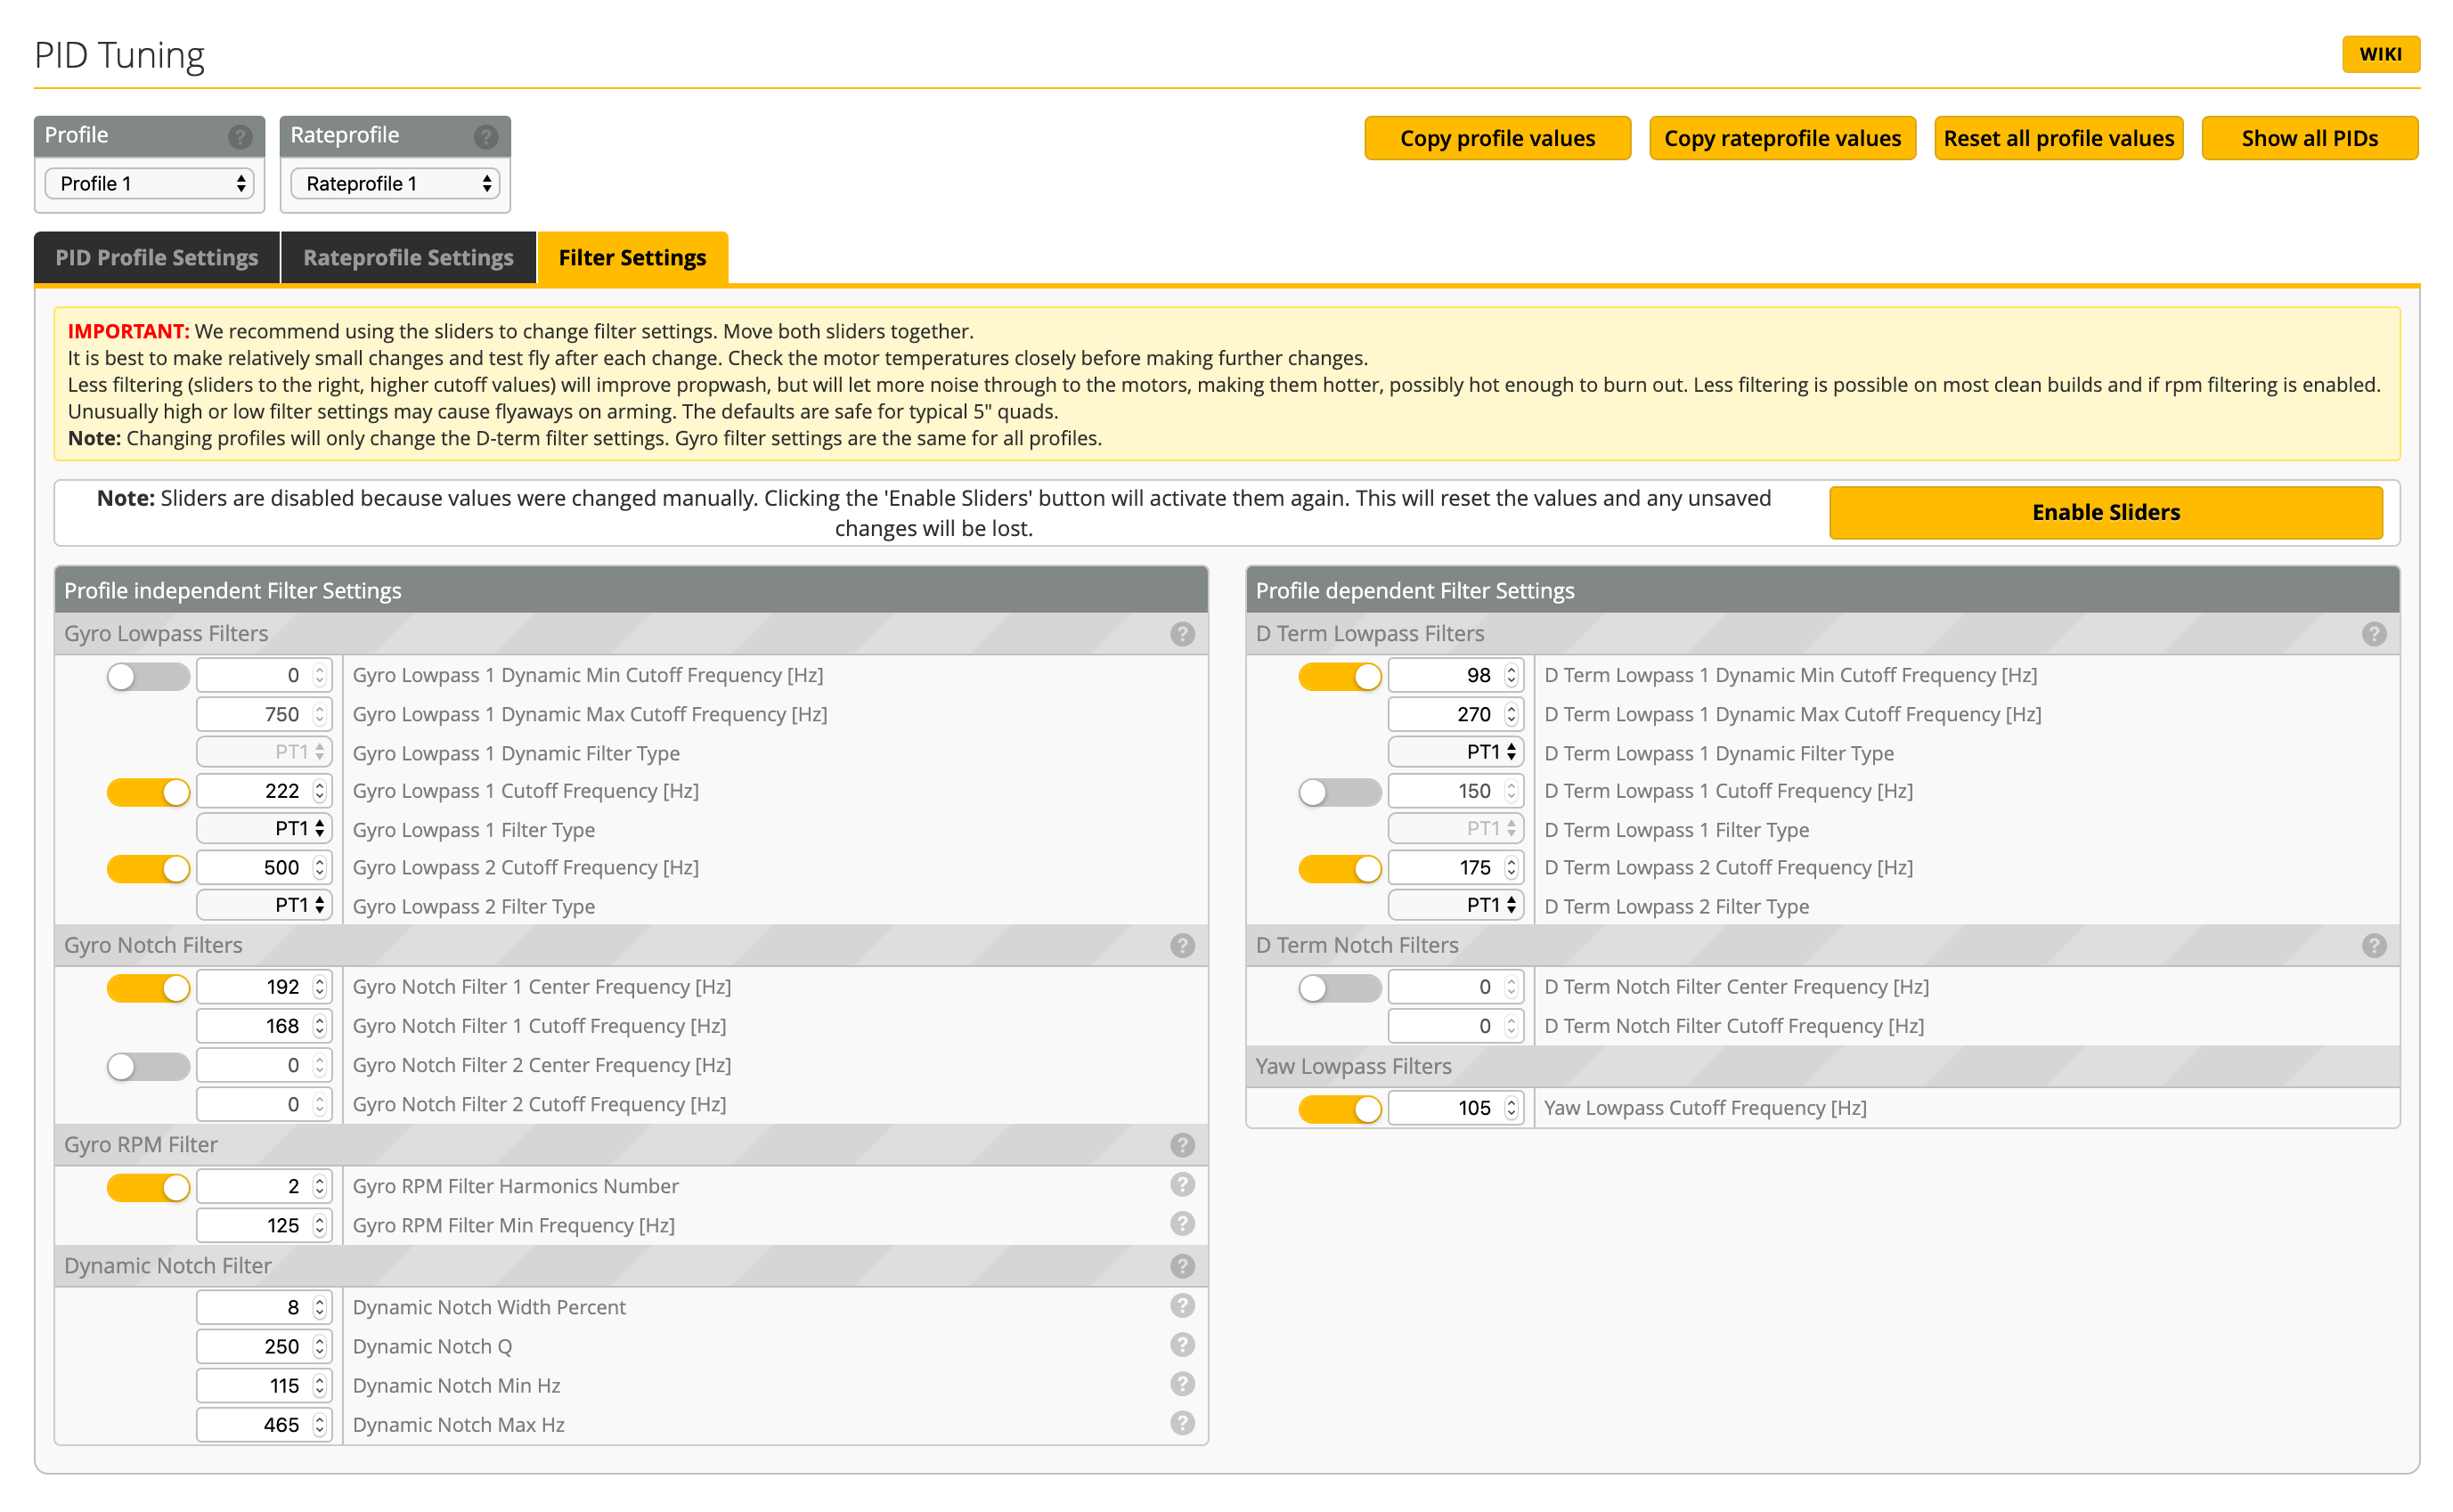 PID Tuning
WIKI
Profile
Rateprofile
Profile 1
Rateprofile 1
Copy profile values
Copy rateprofile values
Reset all profile values
Show all PIDs
PID Profile Settings
Rateprofile Settings
Filter Settings
IMPORTANT: We recommend using the sliders to change filter settings. Move both sliders together.
It is best to make relatively small changes and test fly after each change. Check the motor temperatures closely before making further changes.
Less filtering (sliders to the right, higher cutoff values) will improve propwash, but will let more noise through to the motors, making them hotter, possibly hot enough to burn out. Less filtering is possible on most clean builds and if rpm filtering is enabled.
Unusually high or low filter settings may cause flyaways on arming. The defaults are safe for typical 5" quads.
Note: Changing profiles will only change the D-term filter settings. Gyro filter settings are the same for all profiles.
Note: Sliders are disabled because values were changed manually. Clicking the 'Enable Sliders' button will activate them again. This will reset the values and any unsaved
changes will be lost.
Enable Sliders
Profile independent Filter Settings
Gyro Lowpass Filters
0 Gyro Lowpass 1 Dynamic Min Cutoff Frequency [Hz]
750 Gyro Lowpass 1 Dynamic Max Cutoff Frequency [Hz]
PT1 Gyro Lowpass 1 Dynamic Filter Type
222 Gyro Lowpass 1 Cutoff Frequency [Hz]
PT1 Gyro Lowpass 1 Filter Type
500 Gyro Lowpass 2 Cutoff Frequency [Hz]
PT1 Gyro Lowpass 2 Filter Type
Gyro Notch Filters
192 Gyro Notch Filter 1 Center Frequency [Hz]
168 Gyro Notch Filter 1 Cutoff Frequency [Hz]
0 Gyro Notch Filter 2 Center Frequency [Hz]
0 Gyro Notch Filter 2 Cutoff Frequency [Hz]
Gyro RPM Filter
2 Gyro RPM Filter Harmonics Number
125 Gyro RPM Filter Min Frequency [Hz]
Dynamic Notch Filter
8 Dynamic Notch Width Percent
250 Dynamic Notch Q
115 Dynamic Notch Min Hz
465 Dynamic Notch Max Hz
Profile dependent Filter Settings
D Term Lowpass Filters
98 D Term Lowpass 1 Dynamic Min Cutoff Frequency [Hz]
270 D Term Lowpass 1 Dynamic Max Cutoff Frequency [Hz]
PT1 D Term Lowpass 1 Dynamic Filter Type
150 D Term Lowpass 1 Cutoff Frequency [Hz]
PT1 D Term Lowpass 1 Filter Type
175 D Term Lowpass 2 Cutoff Frequency [Hz]
PT1 D Term Lowpass 2 Filter Type
D Term Notch Filters
0 D Term Notch Filter Center Frequency [Hz]
0 D Term Notch Filter Cutoff Frequency [Hz]
Yaw Lowpass Filters
105 Yaw Lowpass Cutoff Frequency [Hz]